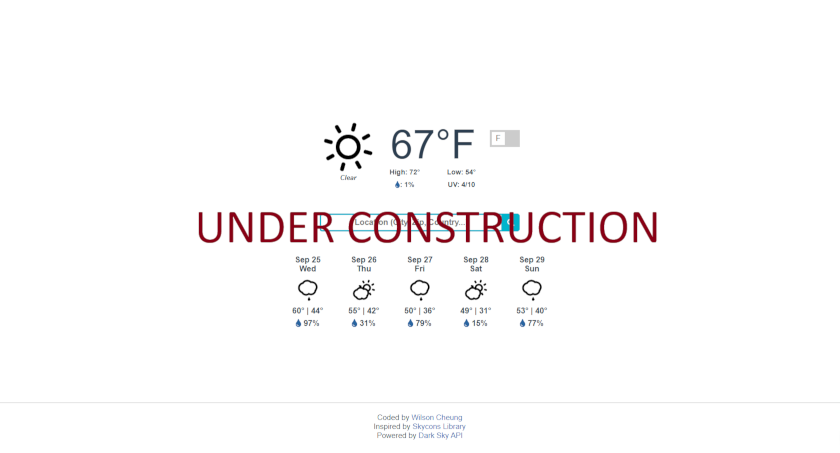 67°F
F
Clear
High: 72° Low: 54°
: 1% UV: 4/10
Location (City, Zip, Country...
UNDER CONSTRUCTION
Sep 25 Sep 26 Sep 27 Sep 28 Sep 29
Wed Thu Fri Sat Sun
60° | 44° 55° | 42° 50° | 36° 49° | 31° 53° | 40°
97% 31% 79% 15% 77%
Coded by Wilson Cheung
Inspired by Skycons Library
Powered by Dark Sky API